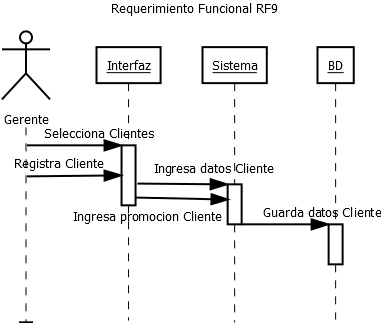 Requerimiento Funcional RF9
Interfaz
Sistema
BD
Gerente
Selecciona Clientes
Registra Cliente
Ingresa datos Cliente
Ingresa promocion Cliente
Guarda datos Cliente